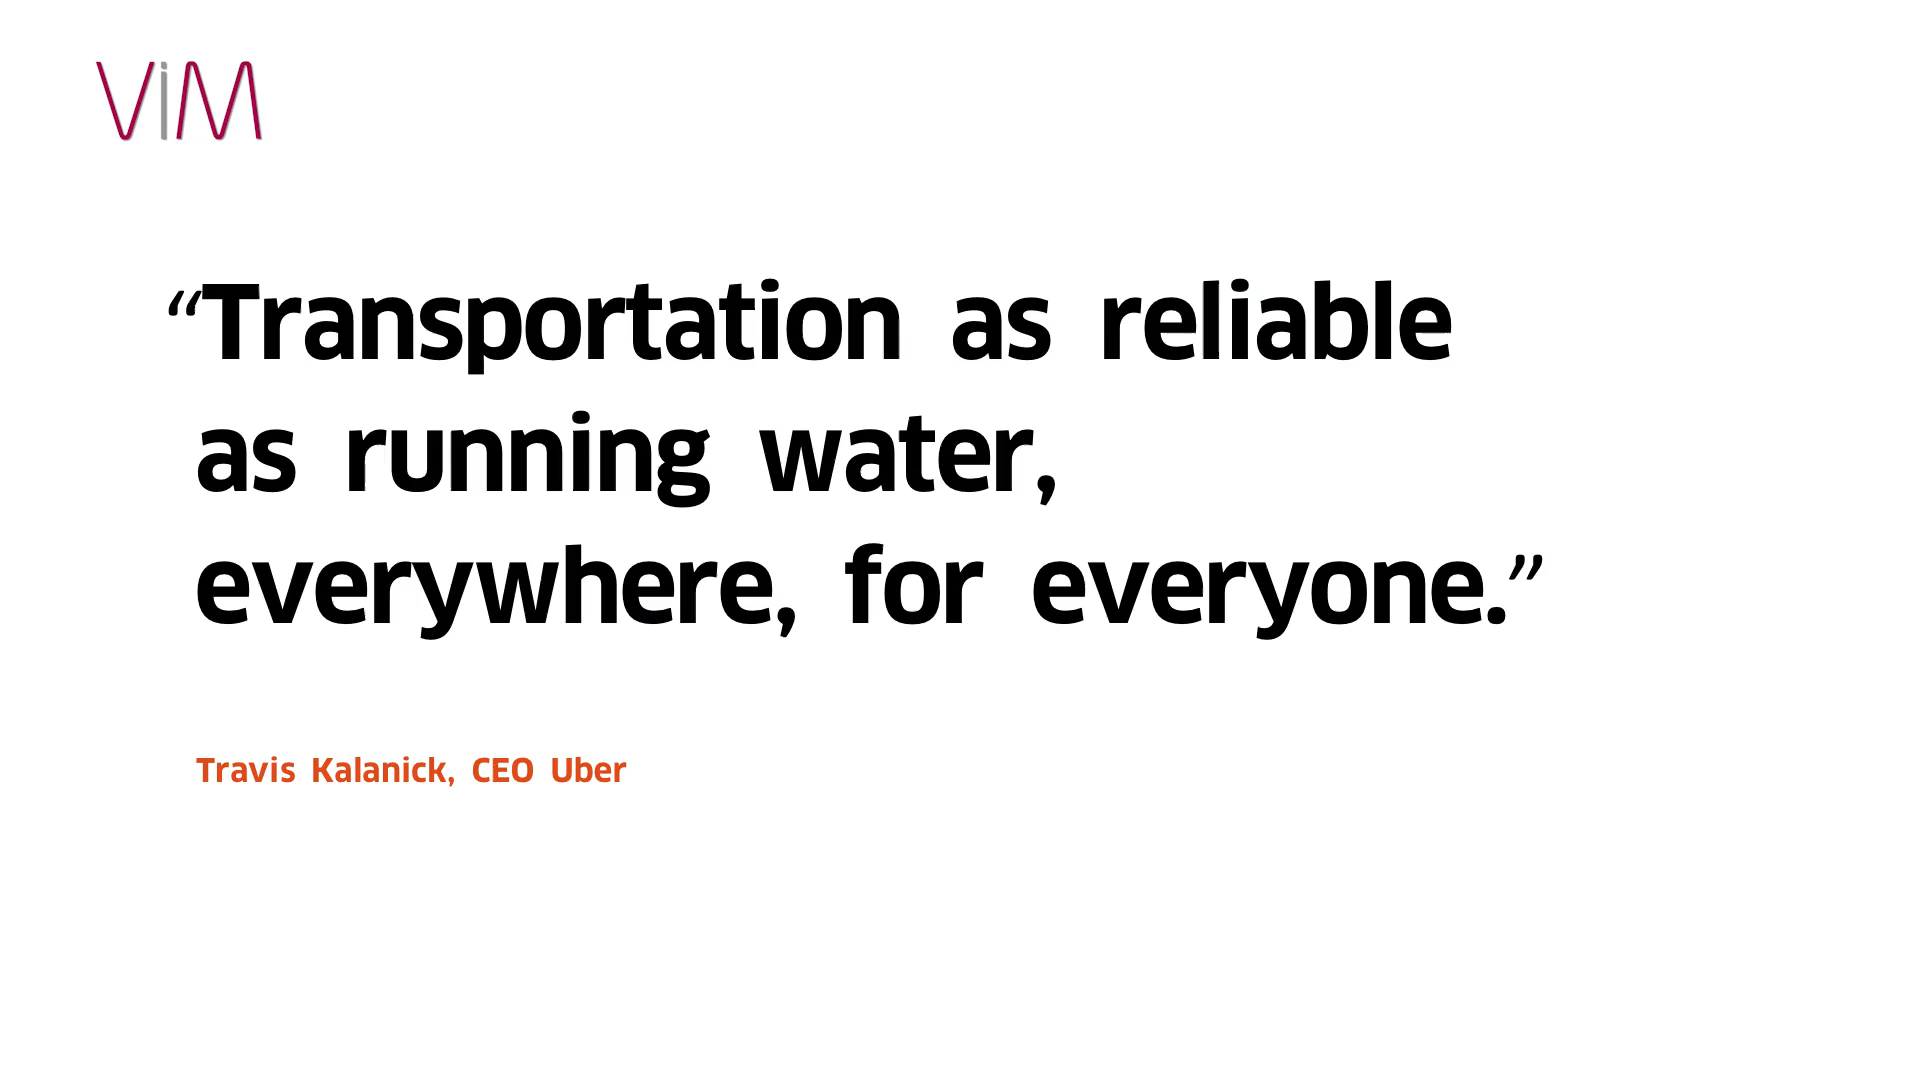 ViM
“Transportation as reliable
as running water,
everywhere, for everyone.”
Travis Kalanick, CEO Uber